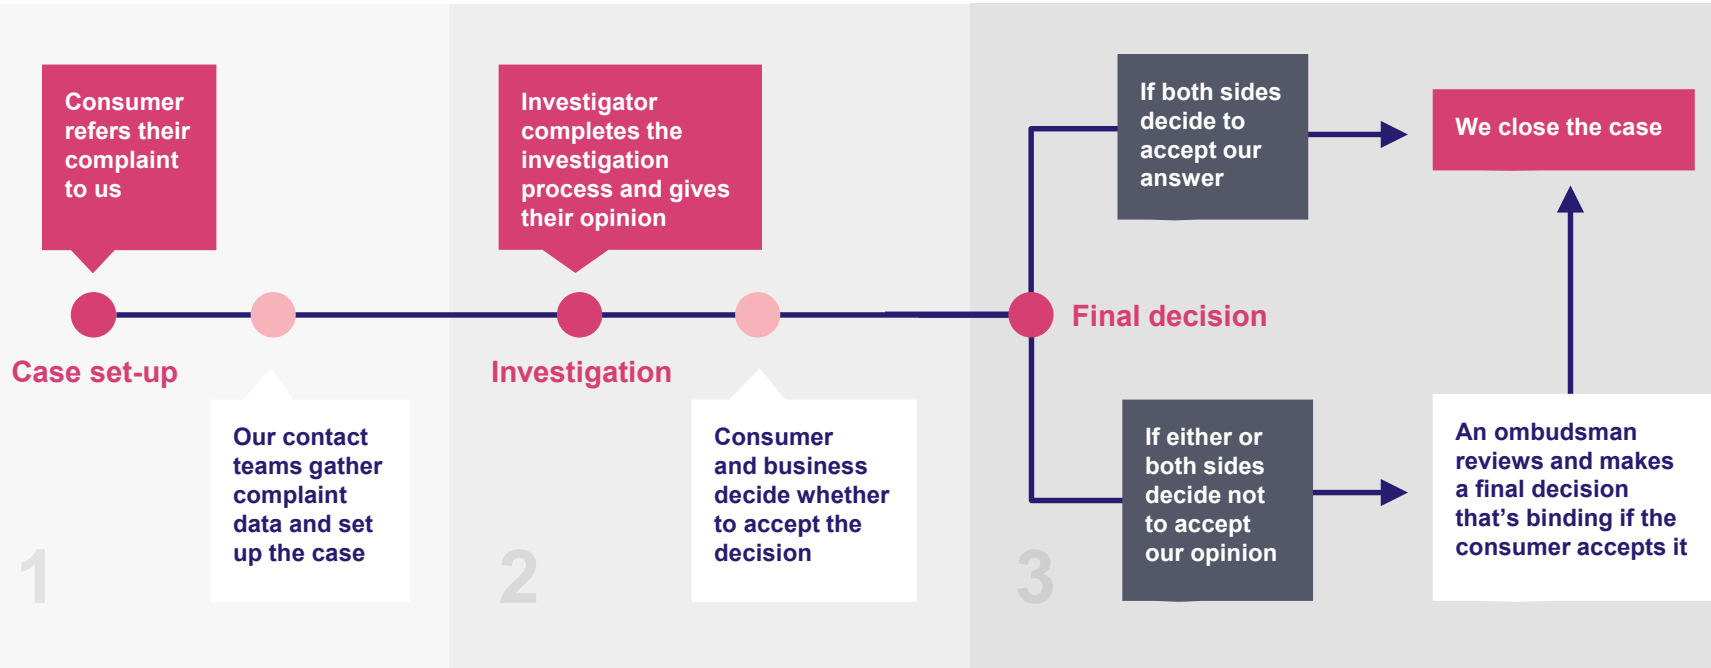 Consumer
refers their
complaint
to us
Case set-up
Our contact
teams gather
complaint
data and set
up the case
1
Investigator
completes the
investigation
process and gives
their opinion
Investigation
Consumer
and business
decide whether
to accept the
decision
2
Final decision
If both sides
decide to
accept our
answer
We close the case
If either or
both sides
decide not
to accept
our opinion
An ombudsman
reviews and makes
a final decision
that’s binding if the
consumer accepts it
3